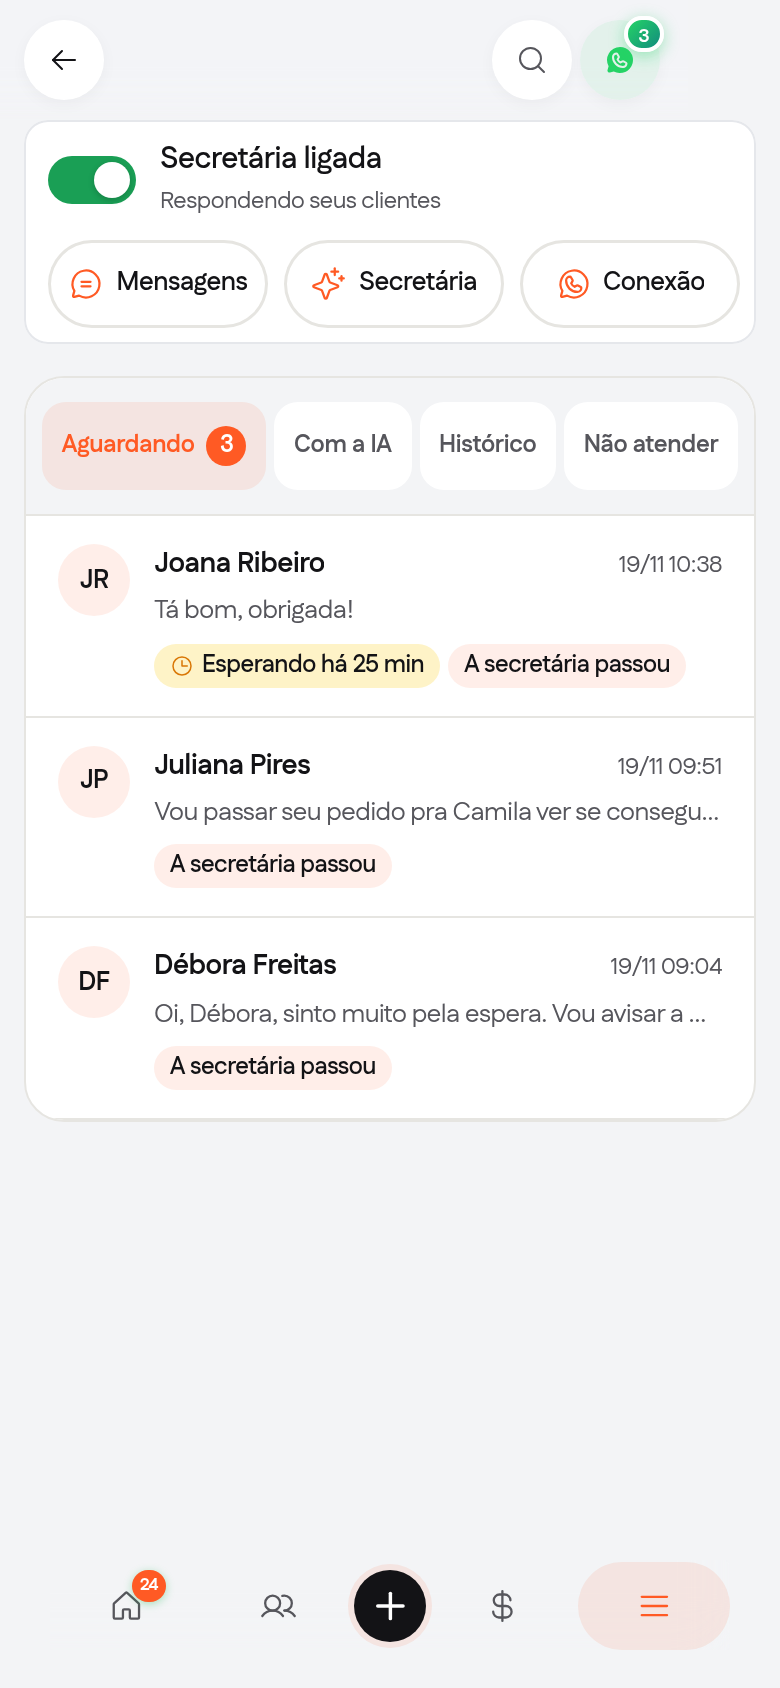 3
Secretária ligada
Respondendo seus clientes
Mensagens
Secretária
Conexão
Aguardando 3
Com a IA
Histórico
Não atender
JR
Joana Ribeiro
19/11 10:38
Tá bom, obrigada!
Esperando há 25 min
A secretária passou
JP
Juliana Pires
19/11 09:51
Vou passar seu pedido pra Camila ver se consegu...
A secretária passou
DF
Débora Freitas
19/11 09:04
Oi, Débora, sinto muito pela espera. Vou avisar a ...
A secretária passou
24